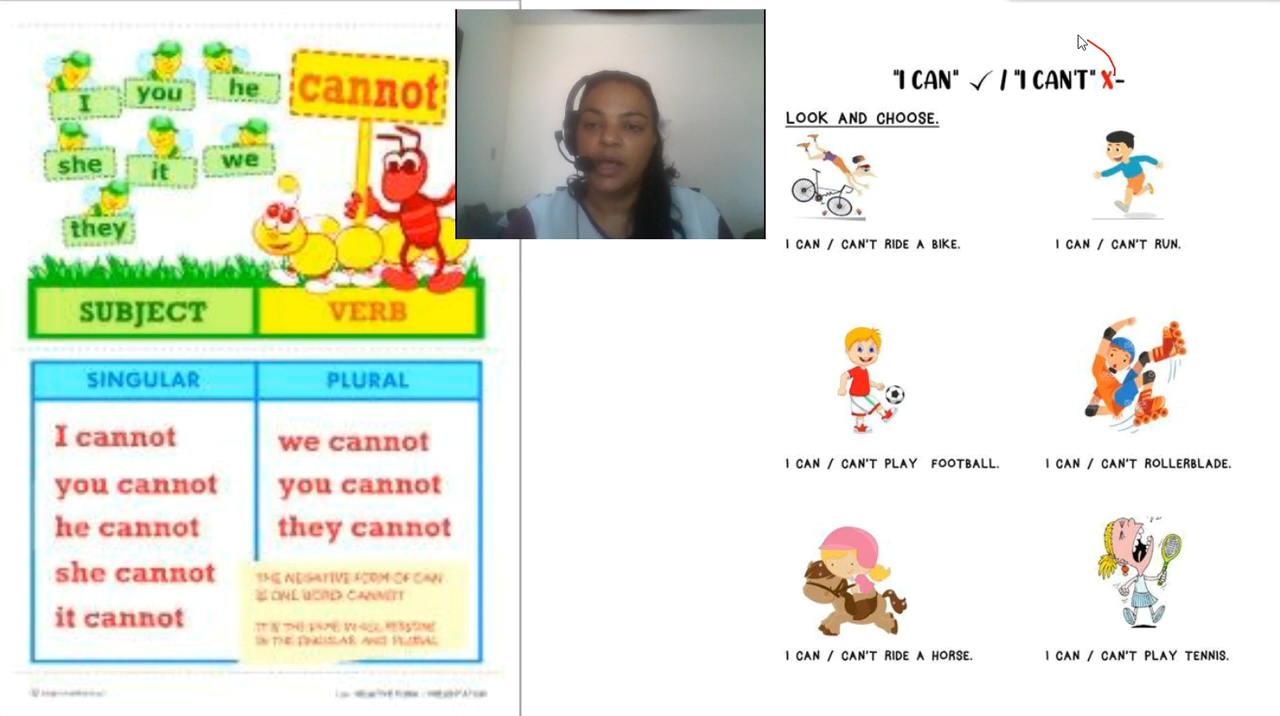 I
you
he
cannot
she
it
we
they
SUBJECT
VERB
SINGULAR
PLURAL
I cannot
you cannot
he cannot
she cannot
it cannot
we cannot
you cannot
they cannot
THE NEGATIVE FORM OF CAN
IS ONE WORD CANNOT
IT IS THE SAME IN ALL PERSONS
IN THE SINGULAR AND PLURAL
"I CAN" ✓ / "I CAN'T" X-
LOOK AND CHOOSE.
I CAN / CAN'T RIDE A BIKE.
I CAN / CAN'T RUN.
I CAN / CAN'T PLAY FOOTBALL.
I CAN / CAN'T ROLLERBLADE.
I CAN / CAN'T RIDE A HORSE.
I CAN / CAN'T PLAY TENNIS.